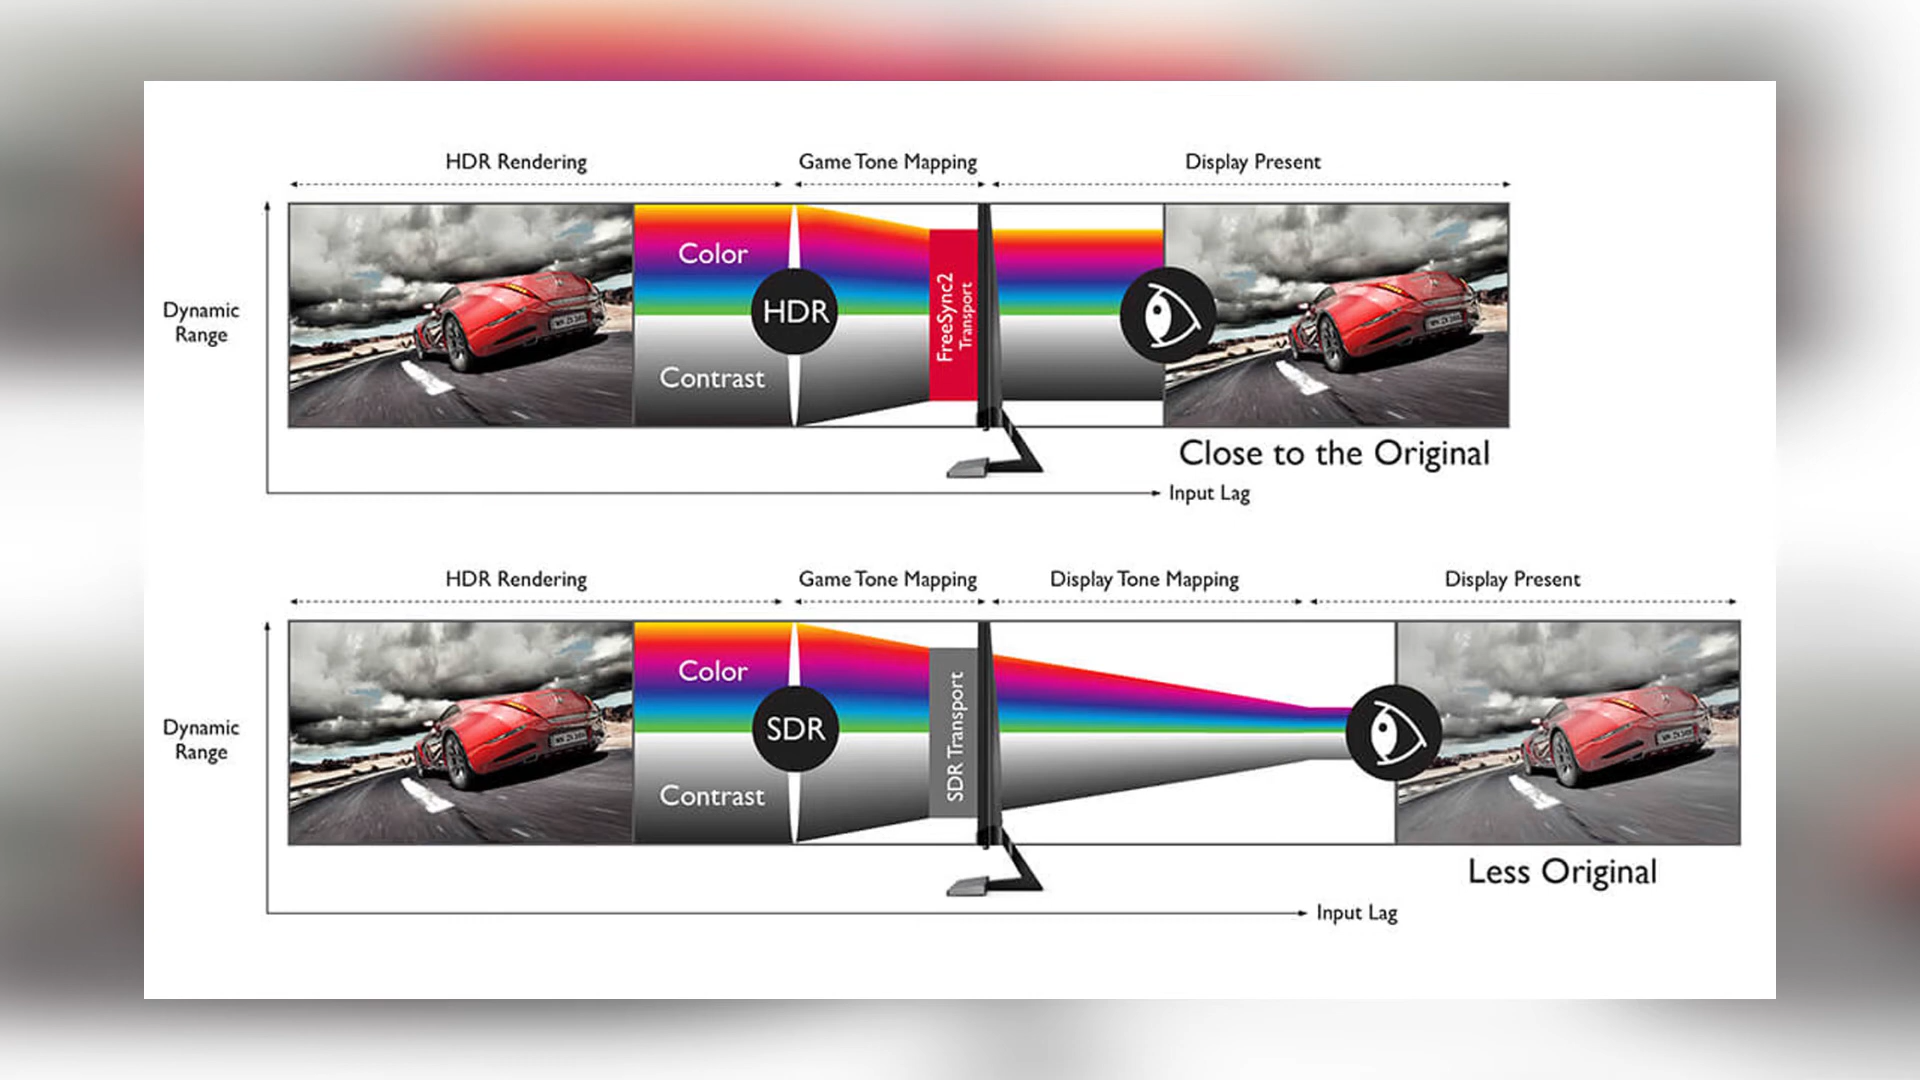 HDR Rendering
Game Tone Mapping
Display Present
Dynamic
Range
Color
HDR
Contrast
FreeSync2
Transport
Close to the Original
Input Lag
HDR Rendering
Game Tone Mapping
Display Tone Mapping
Display Present
Dynamic
Range
Color
SDR
Contrast
SDR Transport
Less Original
Input Lag